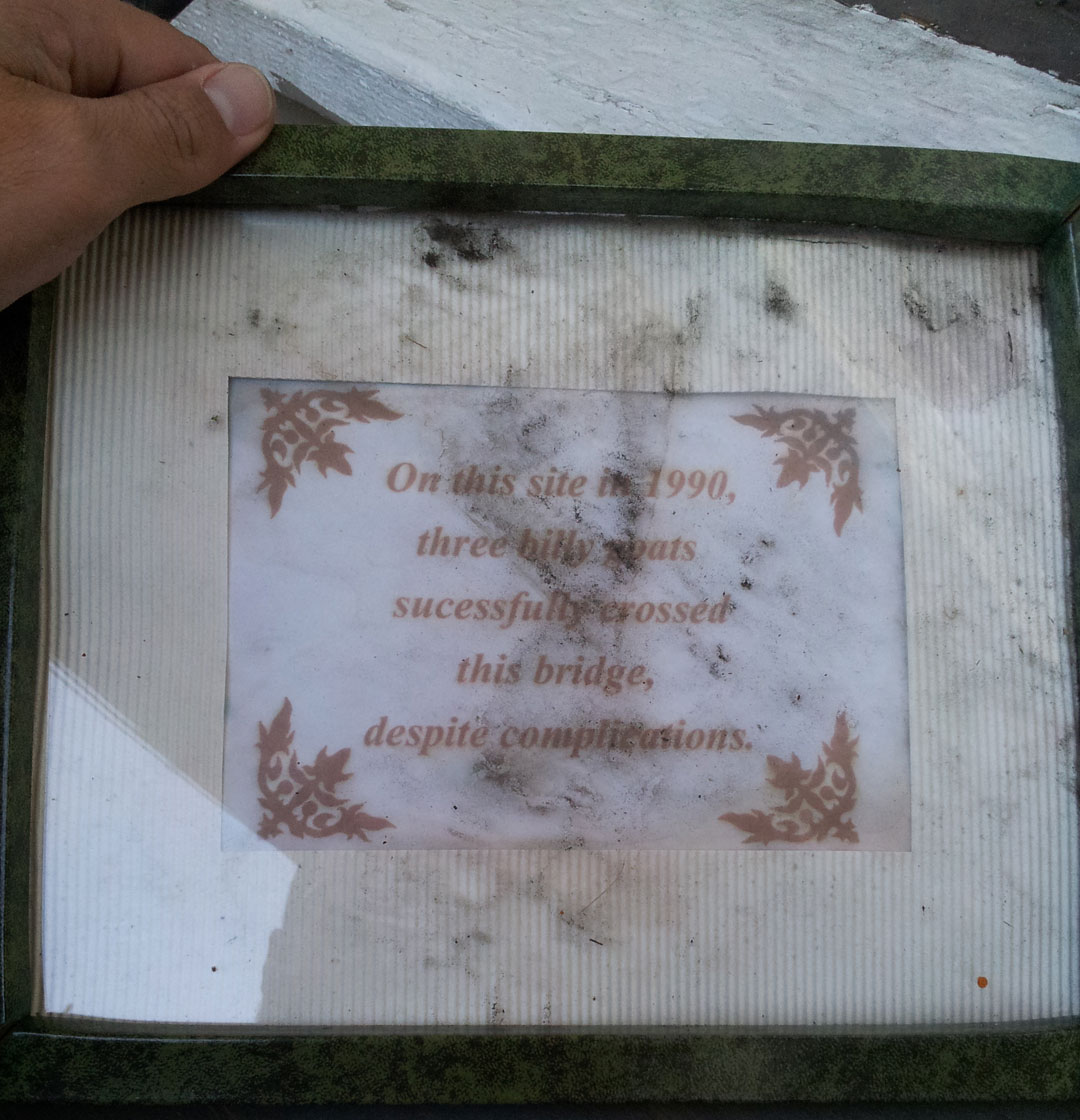 On this site in 1990,
three billy goats
sucessfully crossed
this bridge,
despite complications.